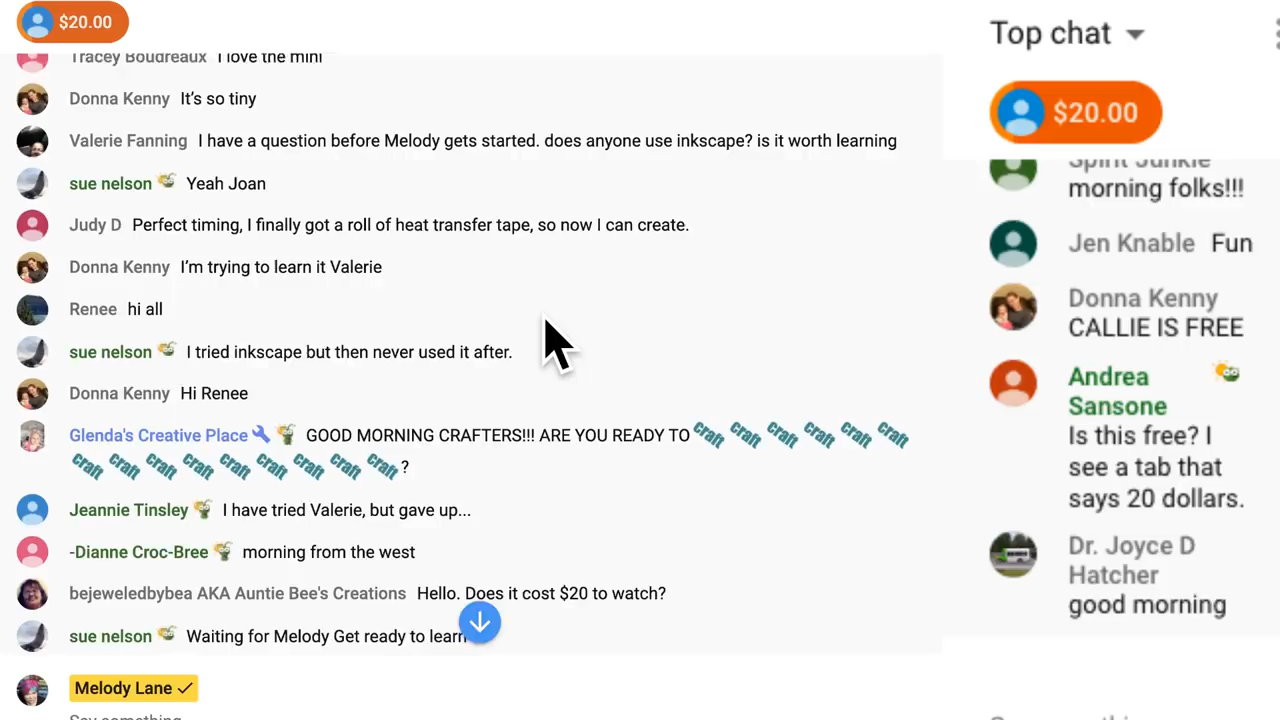 $20.00
Tracey Boudreaux I love the mini
Donna Kenny It's so tiny
Valerie Fanning I have a question before Melody gets started. does anyone use inkscape? is it worth learning
sue nelson Yeah Joan
Judy D Perfect timing, I finally got a roll of heat transfer tape, so now I can create.
Donna Kenny I'm trying to learn it Valerie
Renee hi all
sue nelson I tried inkscape but then never used it after.
Donna Kenny Hi Renee
Glenda's Creative Place GOOD MORNING CRAFTERS!!! ARE YOU READY TO craft craft craft craft craft craft
craft craft craft craft craft craft craft craft craft ?
Jeannie Tinsley I have tried Valerie, but gave up...
-Dianne Croc-Bree morning from the west
bejeweledbybea AKA Auntie Bee's Creations Hello. Does it cost $20 to watch?
sue nelson Waiting for Melody Get ready to learn
Melody Lane
Say something
Top chat
$20.00
Spirit Junkie
morning folks!!!
Jen Knable Fun
Donna Kenny
CALLIE IS FREE
Andrea
Sansone
Is this free? I
see a tab that
says 20 dollars.
Dr. Joyce D
Hatcher
good morning